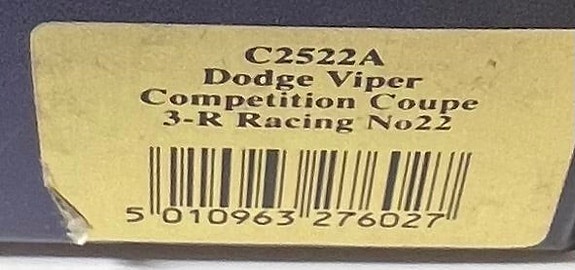 C2522A
Dodge Viper
Competition Coupe
3-R Racing No22
5 010963 276027